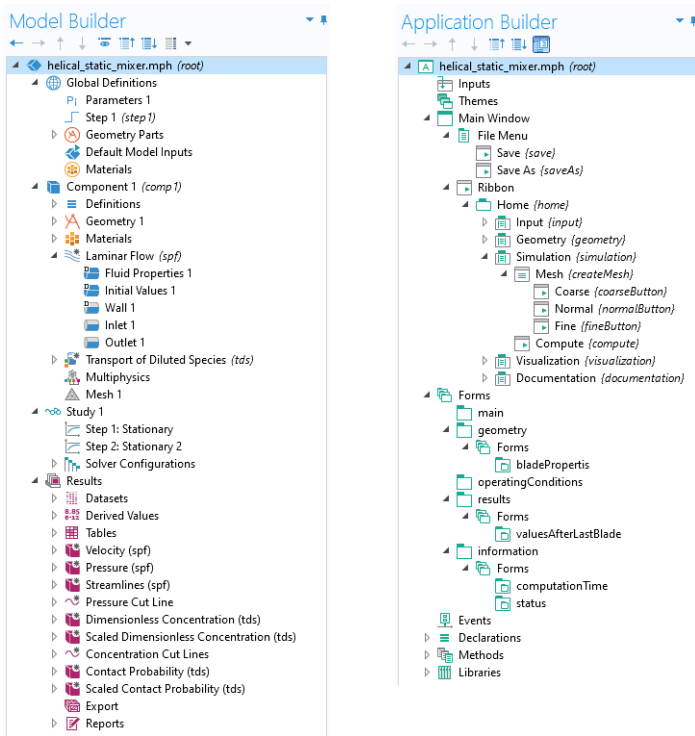 Model Builder
helical_static_mixer.mph (root)
Global Definitions
Pi Parameters 1
Step 1 (step1)
Geometry Parts
Default Model Inputs
Materials
Component 1 (comp1)
Definitions
Geometry 1
Materials
Laminar Flow (spf)
Fluid Properties 1
Initial Values 1
Wall 1
Inlet 1
Outlet 1
Transport of Diluted Species (tds)
Multiphysics
Mesh 1
Study 1
Step 1: Stationary
Step 2: Stationary 2
Solver Configurations
Results
Datasets
8.85
e-12 Derived Values
Tables
Velocity (spf)
Pressure (spf)
Streamlines (spf)
Pressure Cut Line
Dimensionless Concentration (tds)
Scaled Dimensionless Concentration (tds)
Concentration Cut Lines
Contact Probability (tds)
Scaled Contact Probability (tds)
Export
Reports
Application Builder
A helical_static_mixer.mph (root)
Inputs
Themes
Main Window
File Menu
Save {save}
Save As {saveAs}
Ribbon
Home {home}
Input {input}
Geometry {geometry}
Simulation {simulation}
Mesh {createMesh}
Coarse {coarseButton}
Normal {normalButton}
Fine {fineButton}
Compute {compute}
Visualization {visualization}
Documentation {documentation}
Forms
main
geometry
Forms
bladePropertis
operatingConditions
results
Forms
valuesAfterLastBlade
information
Forms
computationTime
status
Events
Declarations
Methods
Libraries